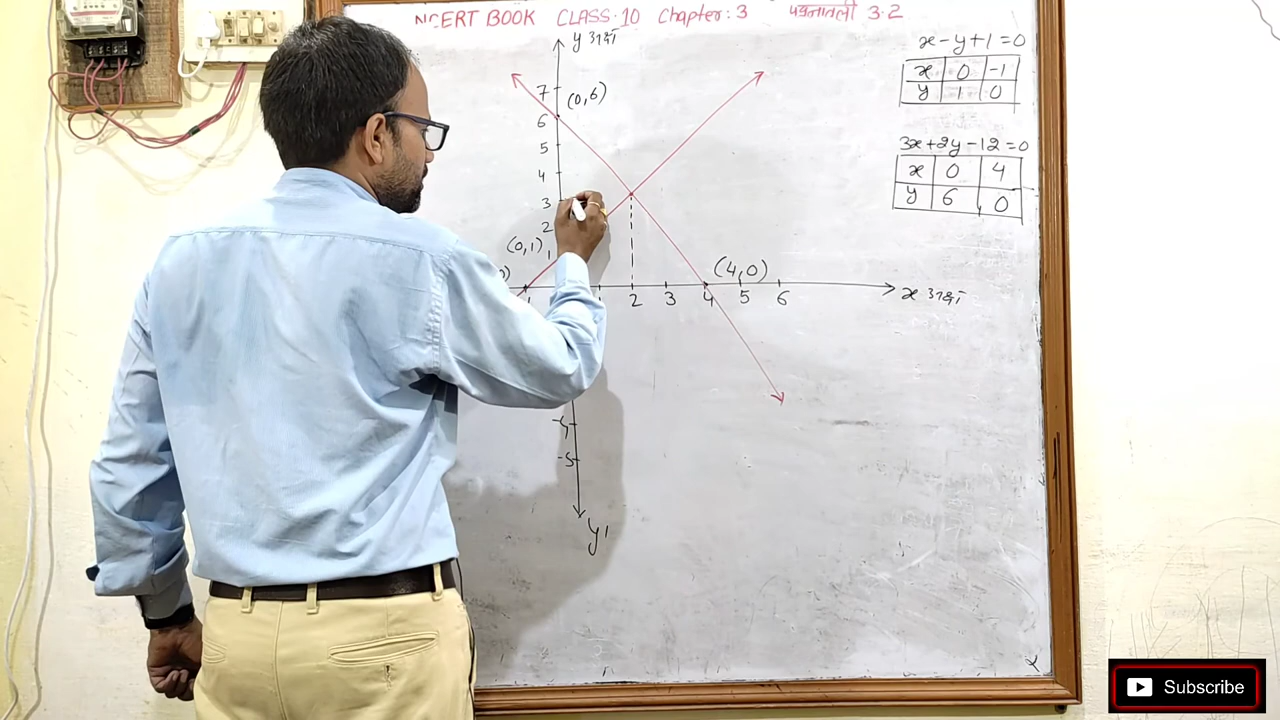 NCERT BOOK CLASS-10 Chapter:3 प्रश्नावली 3.2
x-y+1=0
x 0 -1
y 1 0
3x+2y-12=0
x 0 4
y 6 0
y अक्ष
7
(0,6)
6
5
4
3
2
(0,1)
1
(4,0)
2 3 4 5 6
x अक्ष
-4
-5
y'
Subscribe